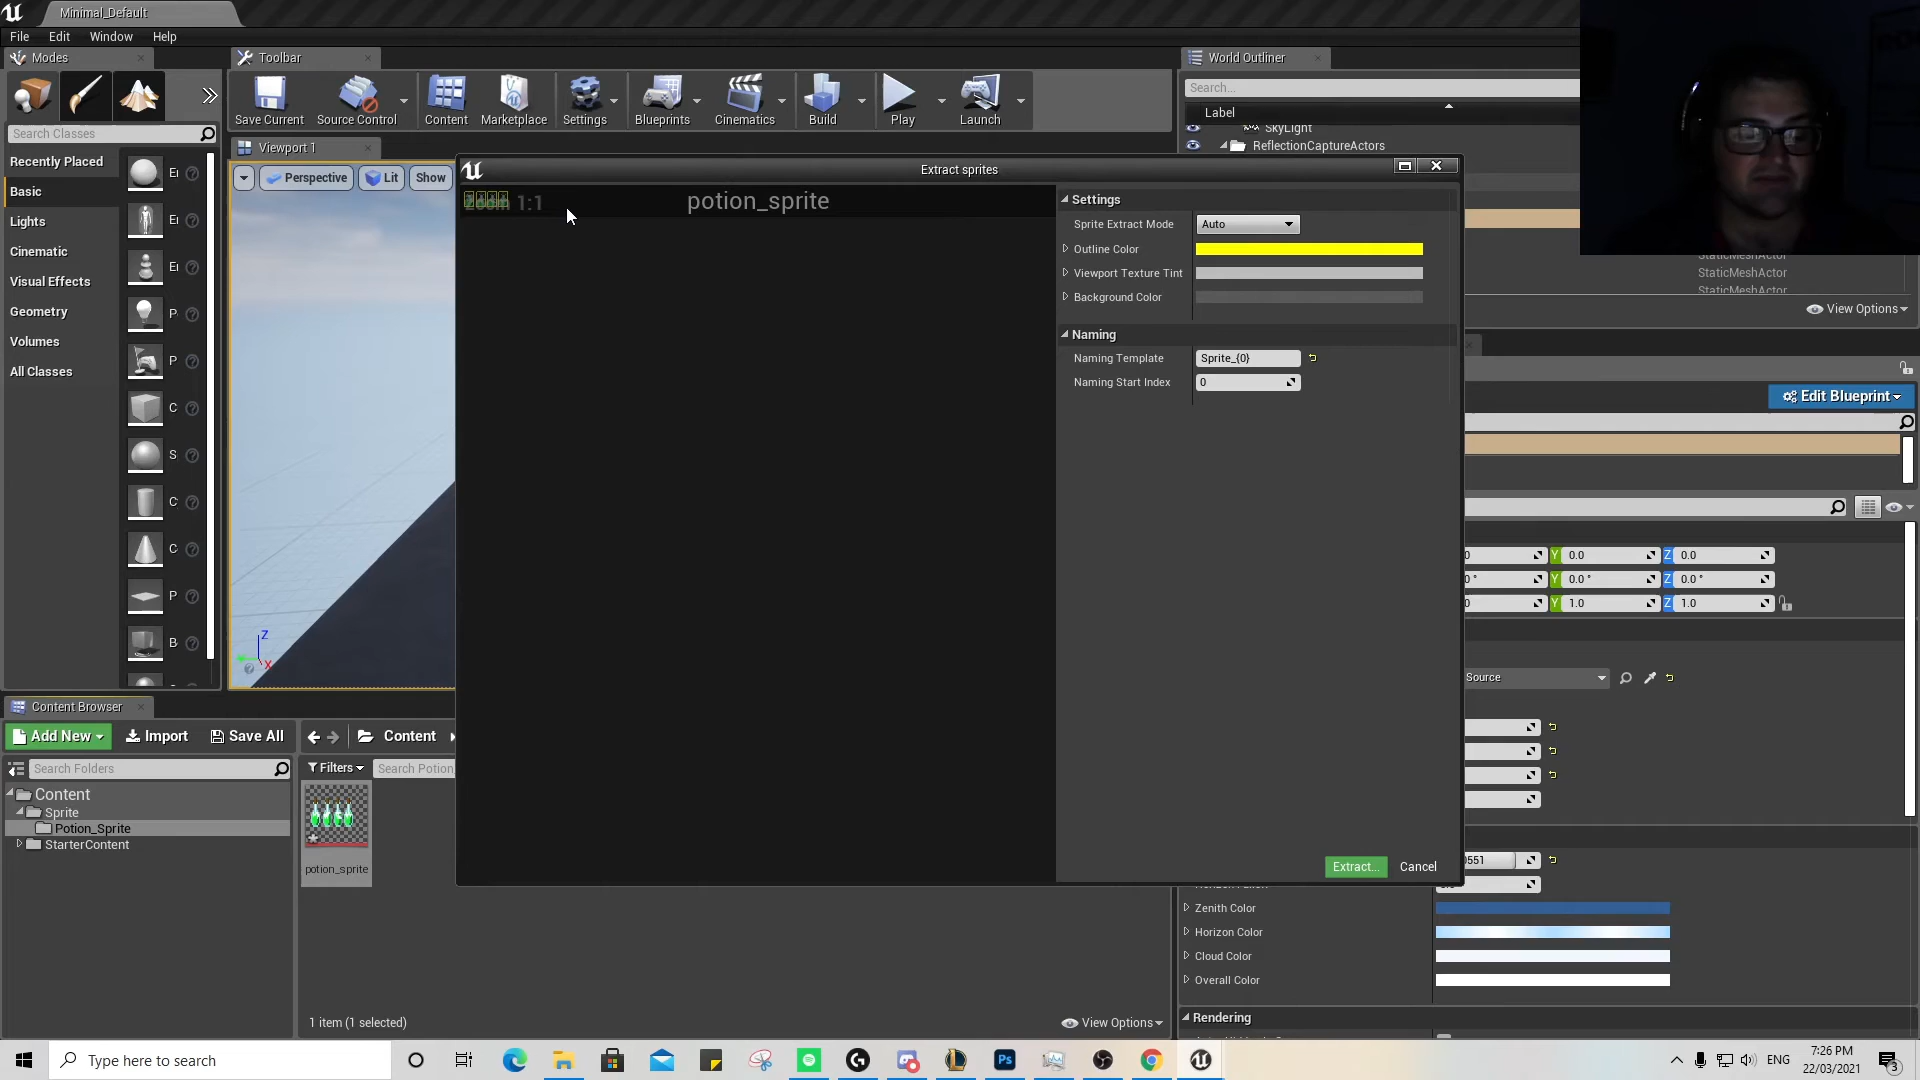 Minimal_Default
File Edit Window Help
Modes
Toolbar
World Outliner
Save Current
Source Control
Content
Marketplace
Settings
Blueprints
Cinematics
Build
Play
Launch
Search...
Label
SkyLight
ReflectionCaptureActors
Search Classes
Viewport 1
Recently Placed
Basic
Lights
Cinematic
Visual Effects
Geometry
Volumes
All Classes
Perspective
Lit
Show
Extract sprites
Zoom 1:1
potion_sprite
Settings
Sprite Extract Mode
Auto
Outline Color
Viewport Texture Tint
Background Color
Naming
Naming Template
Sprite_{0}
Naming Start Index
0
Extract...
Cancel
StaticMeshActor
StaticMeshActor
StaticMeshActor
View Options
Edit Blueprint
Y 0.0 Z 0.0
0 ° Y 0.0 ° Z 0.0 °
Y 1.0 Z 1.0
Source
Zenith Color
Horizon Color
Cloud Color
Overall Color
Rendering
Content Browser
Add New
Import
Save All
Content
Search Folders
Filters
Search Potion
Content
Sprite
Potion_Sprite
StarterContent
potion_sprite
1 item (1 selected)
View Options
Type here to search
ENG
7:26 PM
22/03/2021
3